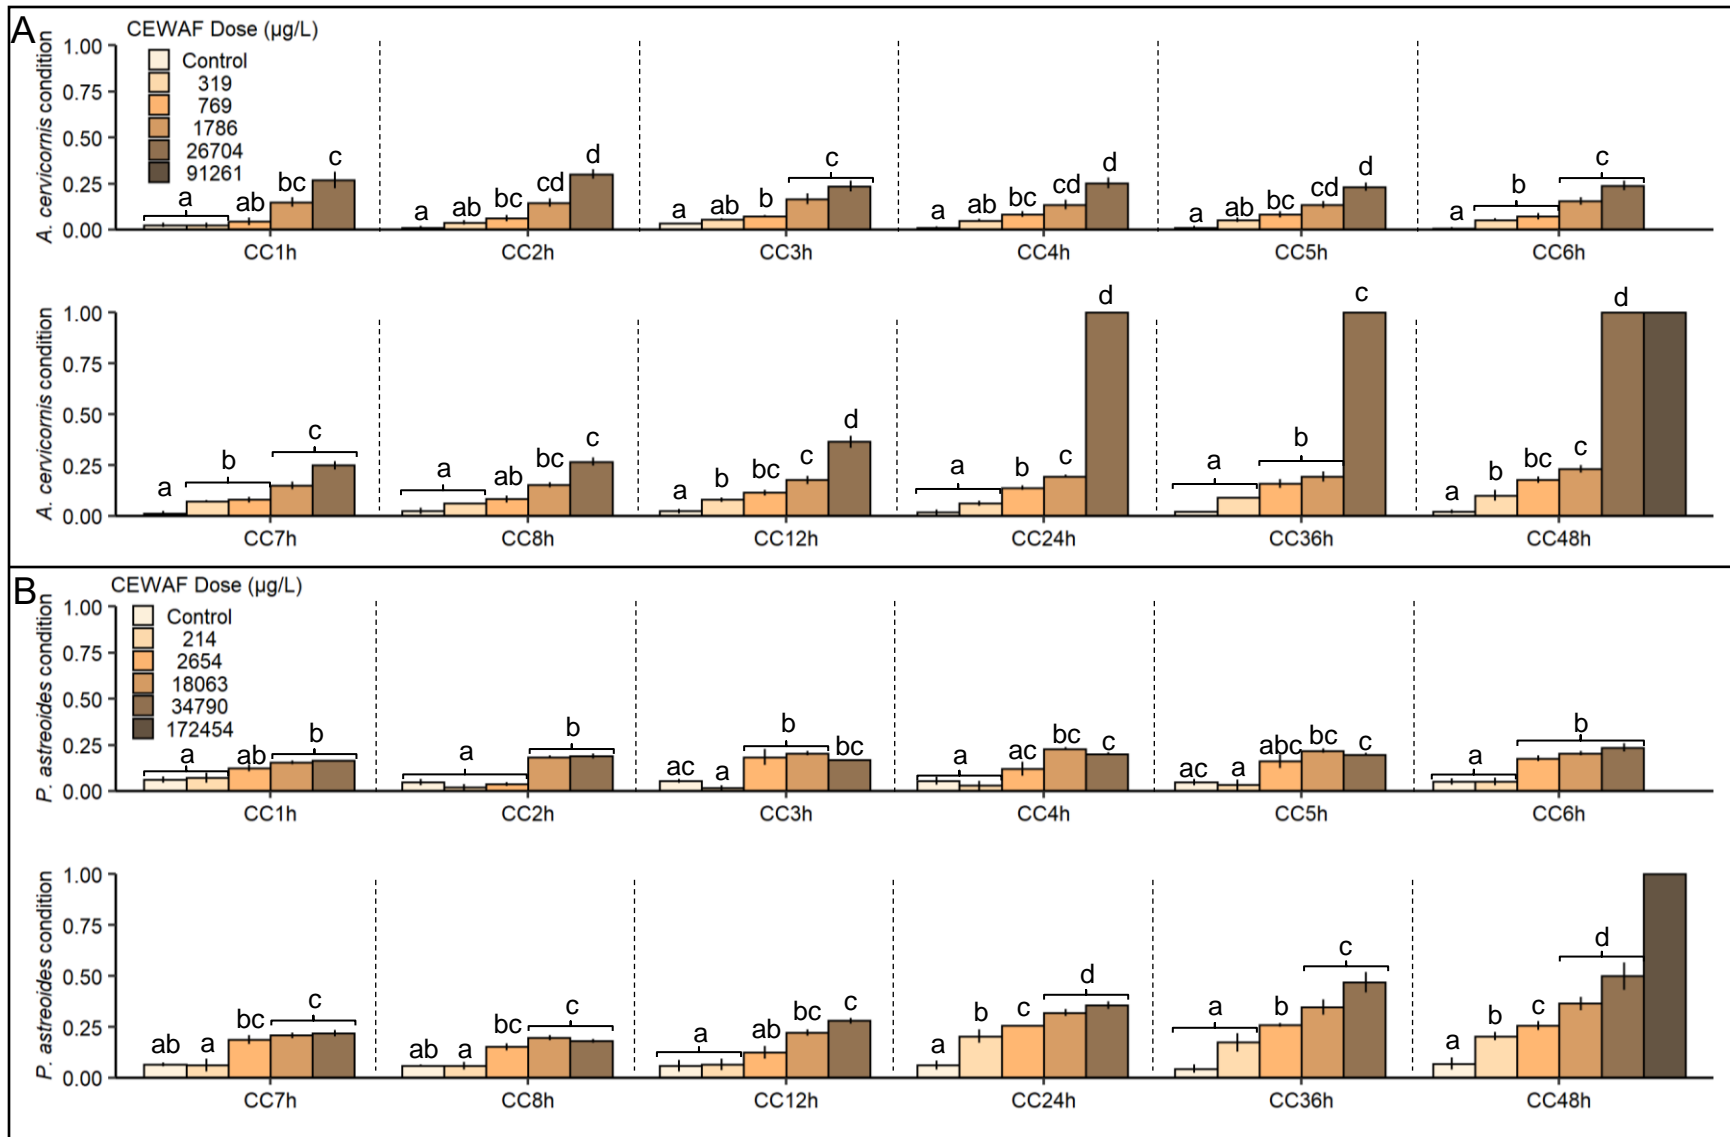 A
CEWAF Dose (µg/L)
Control
319
769
1786
26704
91261
A. cervicornis condition
1.00
0.75
0.50
0.25
0.00
a ab bc c
a ab bc cd d
a ab b c
a ab bc cd d
a ab bc cd d
a b c
CC1h CC2h CC3h CC4h CC5h CC6h
A. cervicornis condition
1.00
0.75
0.50
0.25
0.00
a b c
a ab bc c
a b bc c d
a b c d
a b c
a b bc c d
CC7h CC8h CC12h CC24h CC36h CC48h
B
CEWAF Dose (µg/L)
Control
214
2654
18063
34790
172454
P. astreoides condition
1.00
0.75
0.50
0.25
0.00
a ab b
a b
ac a b bc
a ac bc c
ac a abc bc c
a b
CC1h CC2h CC3h CC4h CC5h CC6h
P. astreoides condition
1.00
0.75
0.50
0.25
0.00
ab a bc c
ab a bc c
a ab bc c
a b c d
a b c
a b c d
CC7h CC8h CC12h CC24h CC36h CC48h